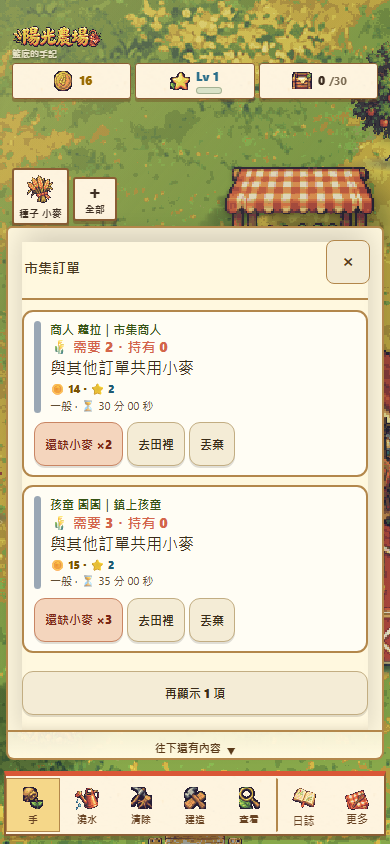 陽光農場
籃底的手記
16
Lv 1
0 /30
種子 小麥
+
全部
市集訂單
×
商人 蘿拉 | 市集商人
需要 2 · 持有 0
與其他訂單共用小麥
14 · 2
一般 · 30 分 00 秒
還缺小麥 ×2
去田裡
丟棄
孩童 圓圓 | 鎮上孩童
需要 3 · 持有 0
與其他訂單共用小麥
15 · 2
一般 · 35 分 00 秒
還缺小麥 ×3
去田裡
丟棄
再顯示 1 項
往下還有內容 ▼
手
澆水
清除
建造
查看
日誌
更多